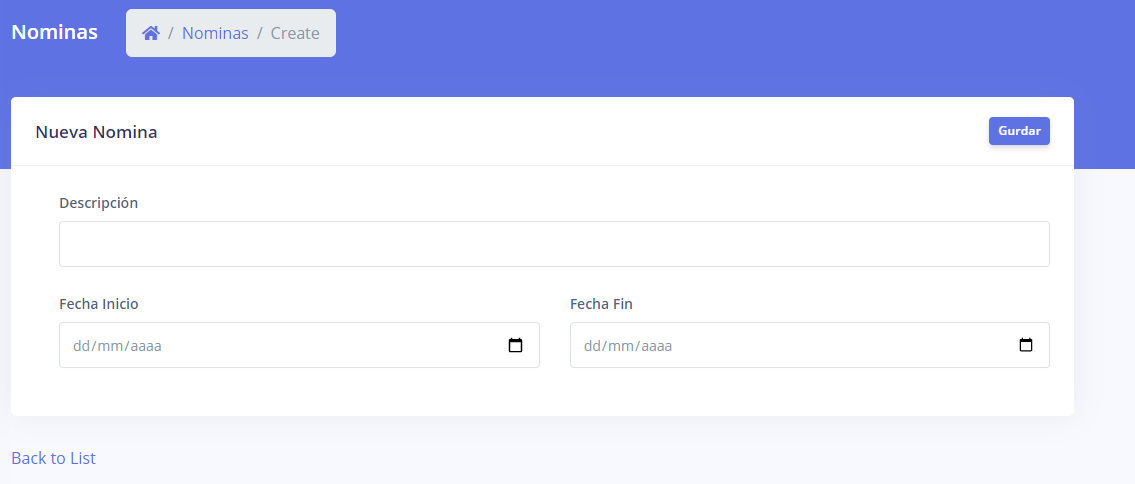 Nominas / Nominas / Create
Nueva Nomina Gurdar
Descripción
Fecha Inicio Fecha Fin
dd/mm/aaaa dd/mm/aaaa
Back to List